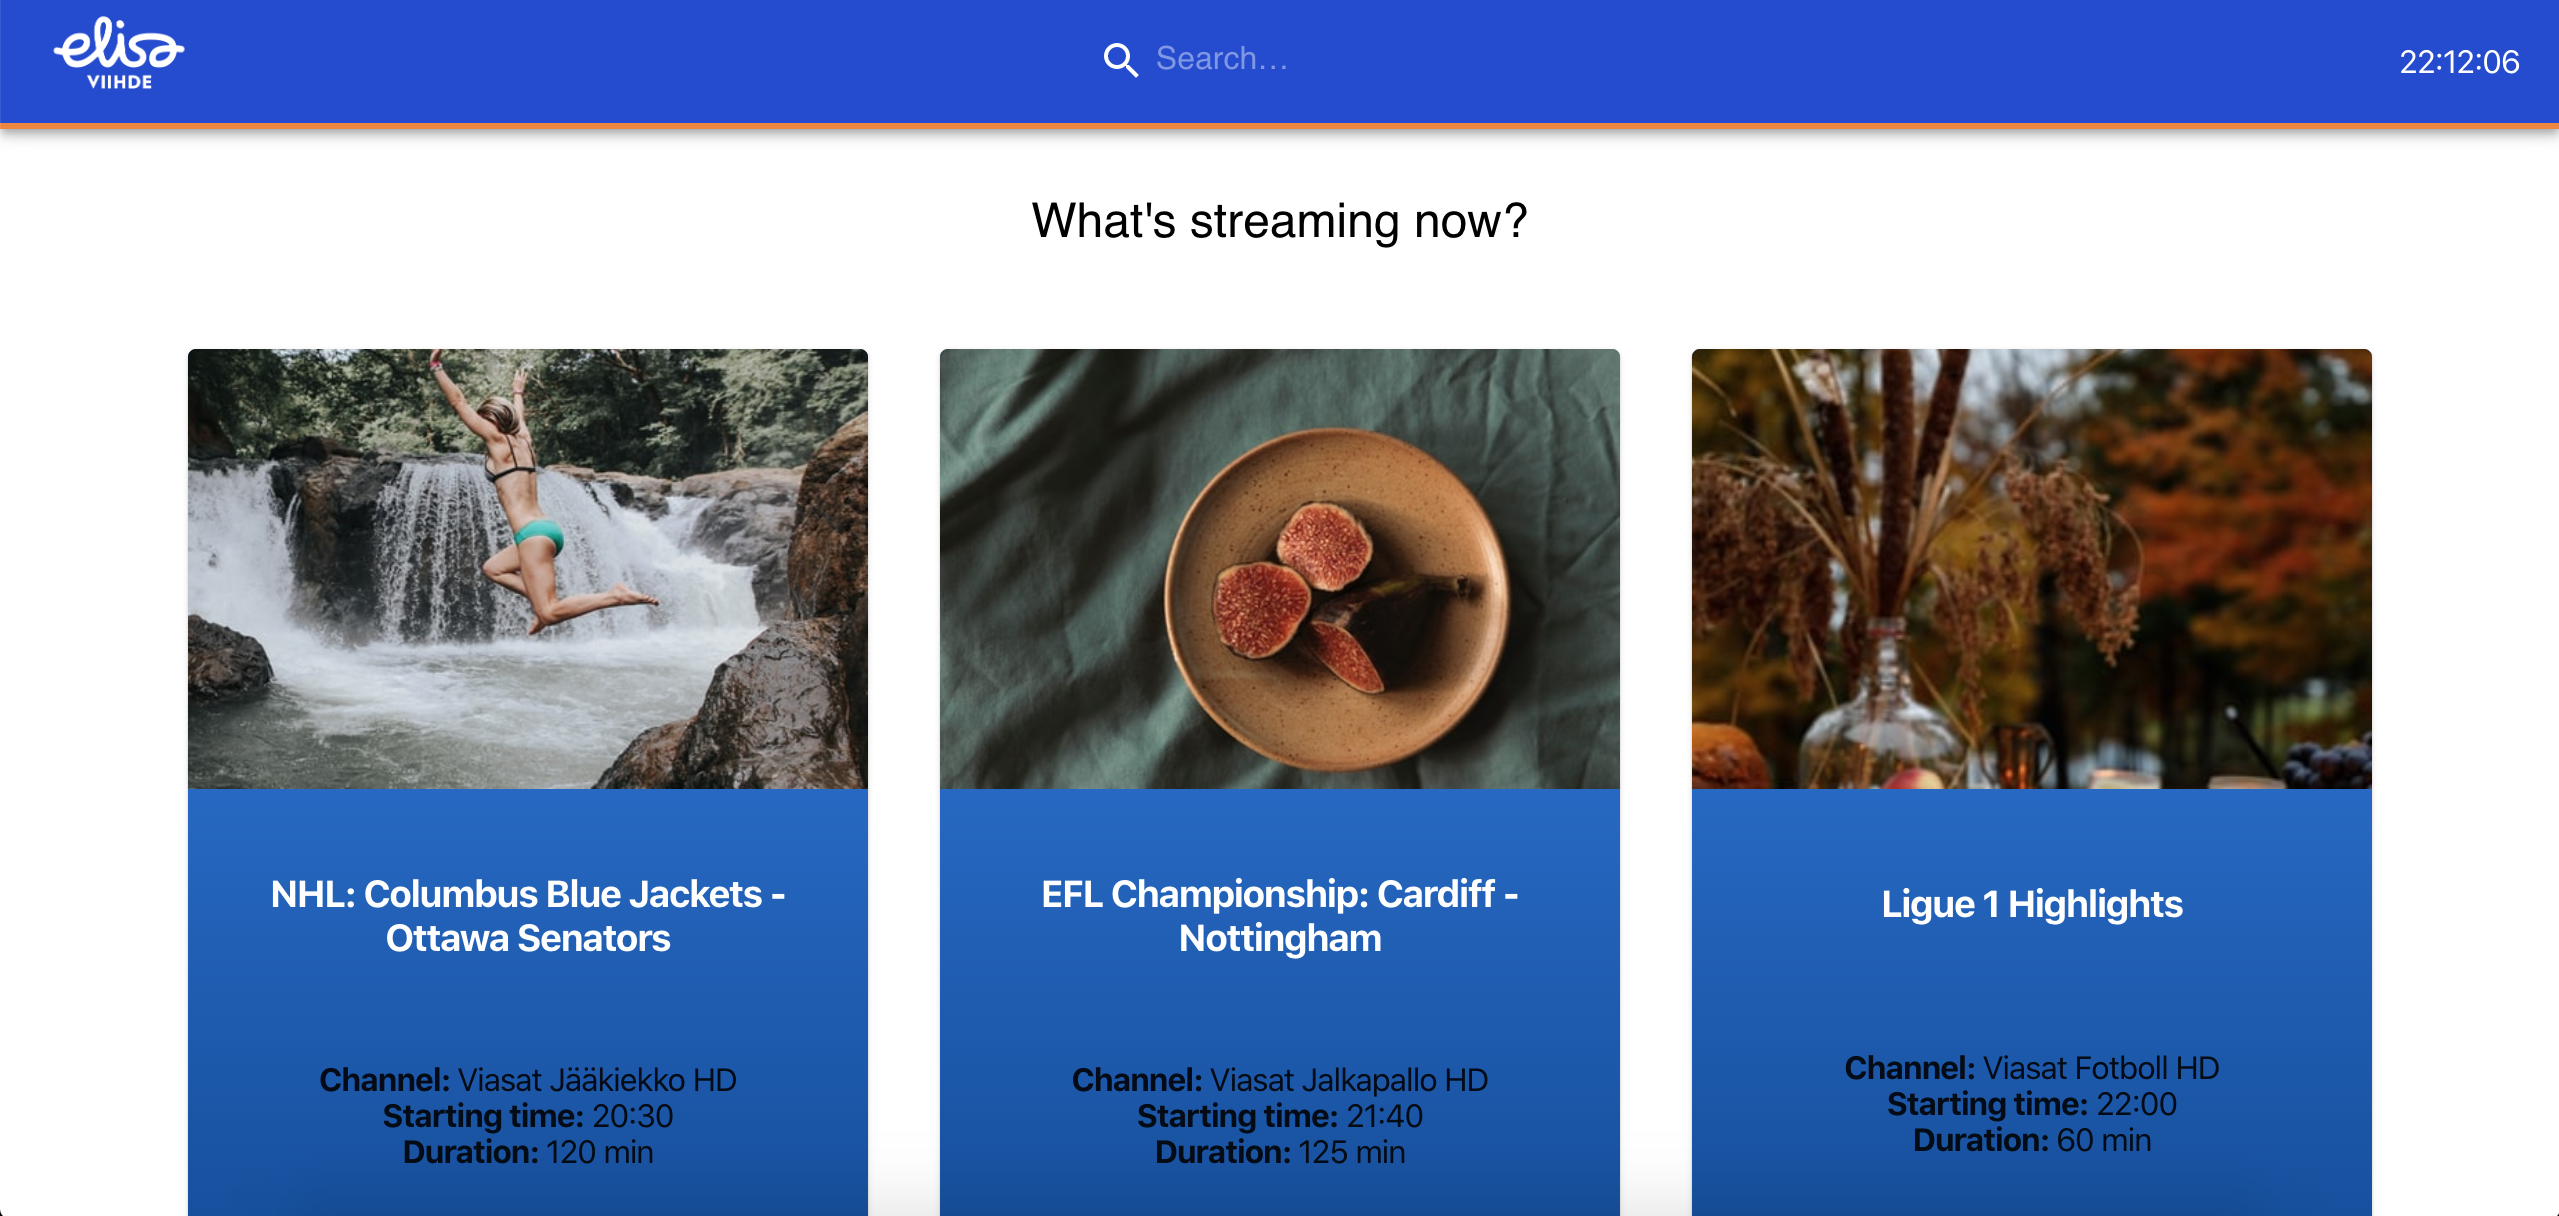 elisa
VIIHDE
Search...
22:12:06
What's streaming now?
NHL: Columbus Blue Jackets -
Ottawa Senators
Channel: Viasat Jääkiekko HD
Starting time: 20:30
Duration: 120 min
EFL Championship: Cardiff -
Nottingham
Channel: Viasat Jalkapallo HD
Starting time: 21:40
Duration: 125 min
Ligue 1 Highlights
Channel: Viasat Fotboll HD
Starting time: 22:00
Duration: 60 min